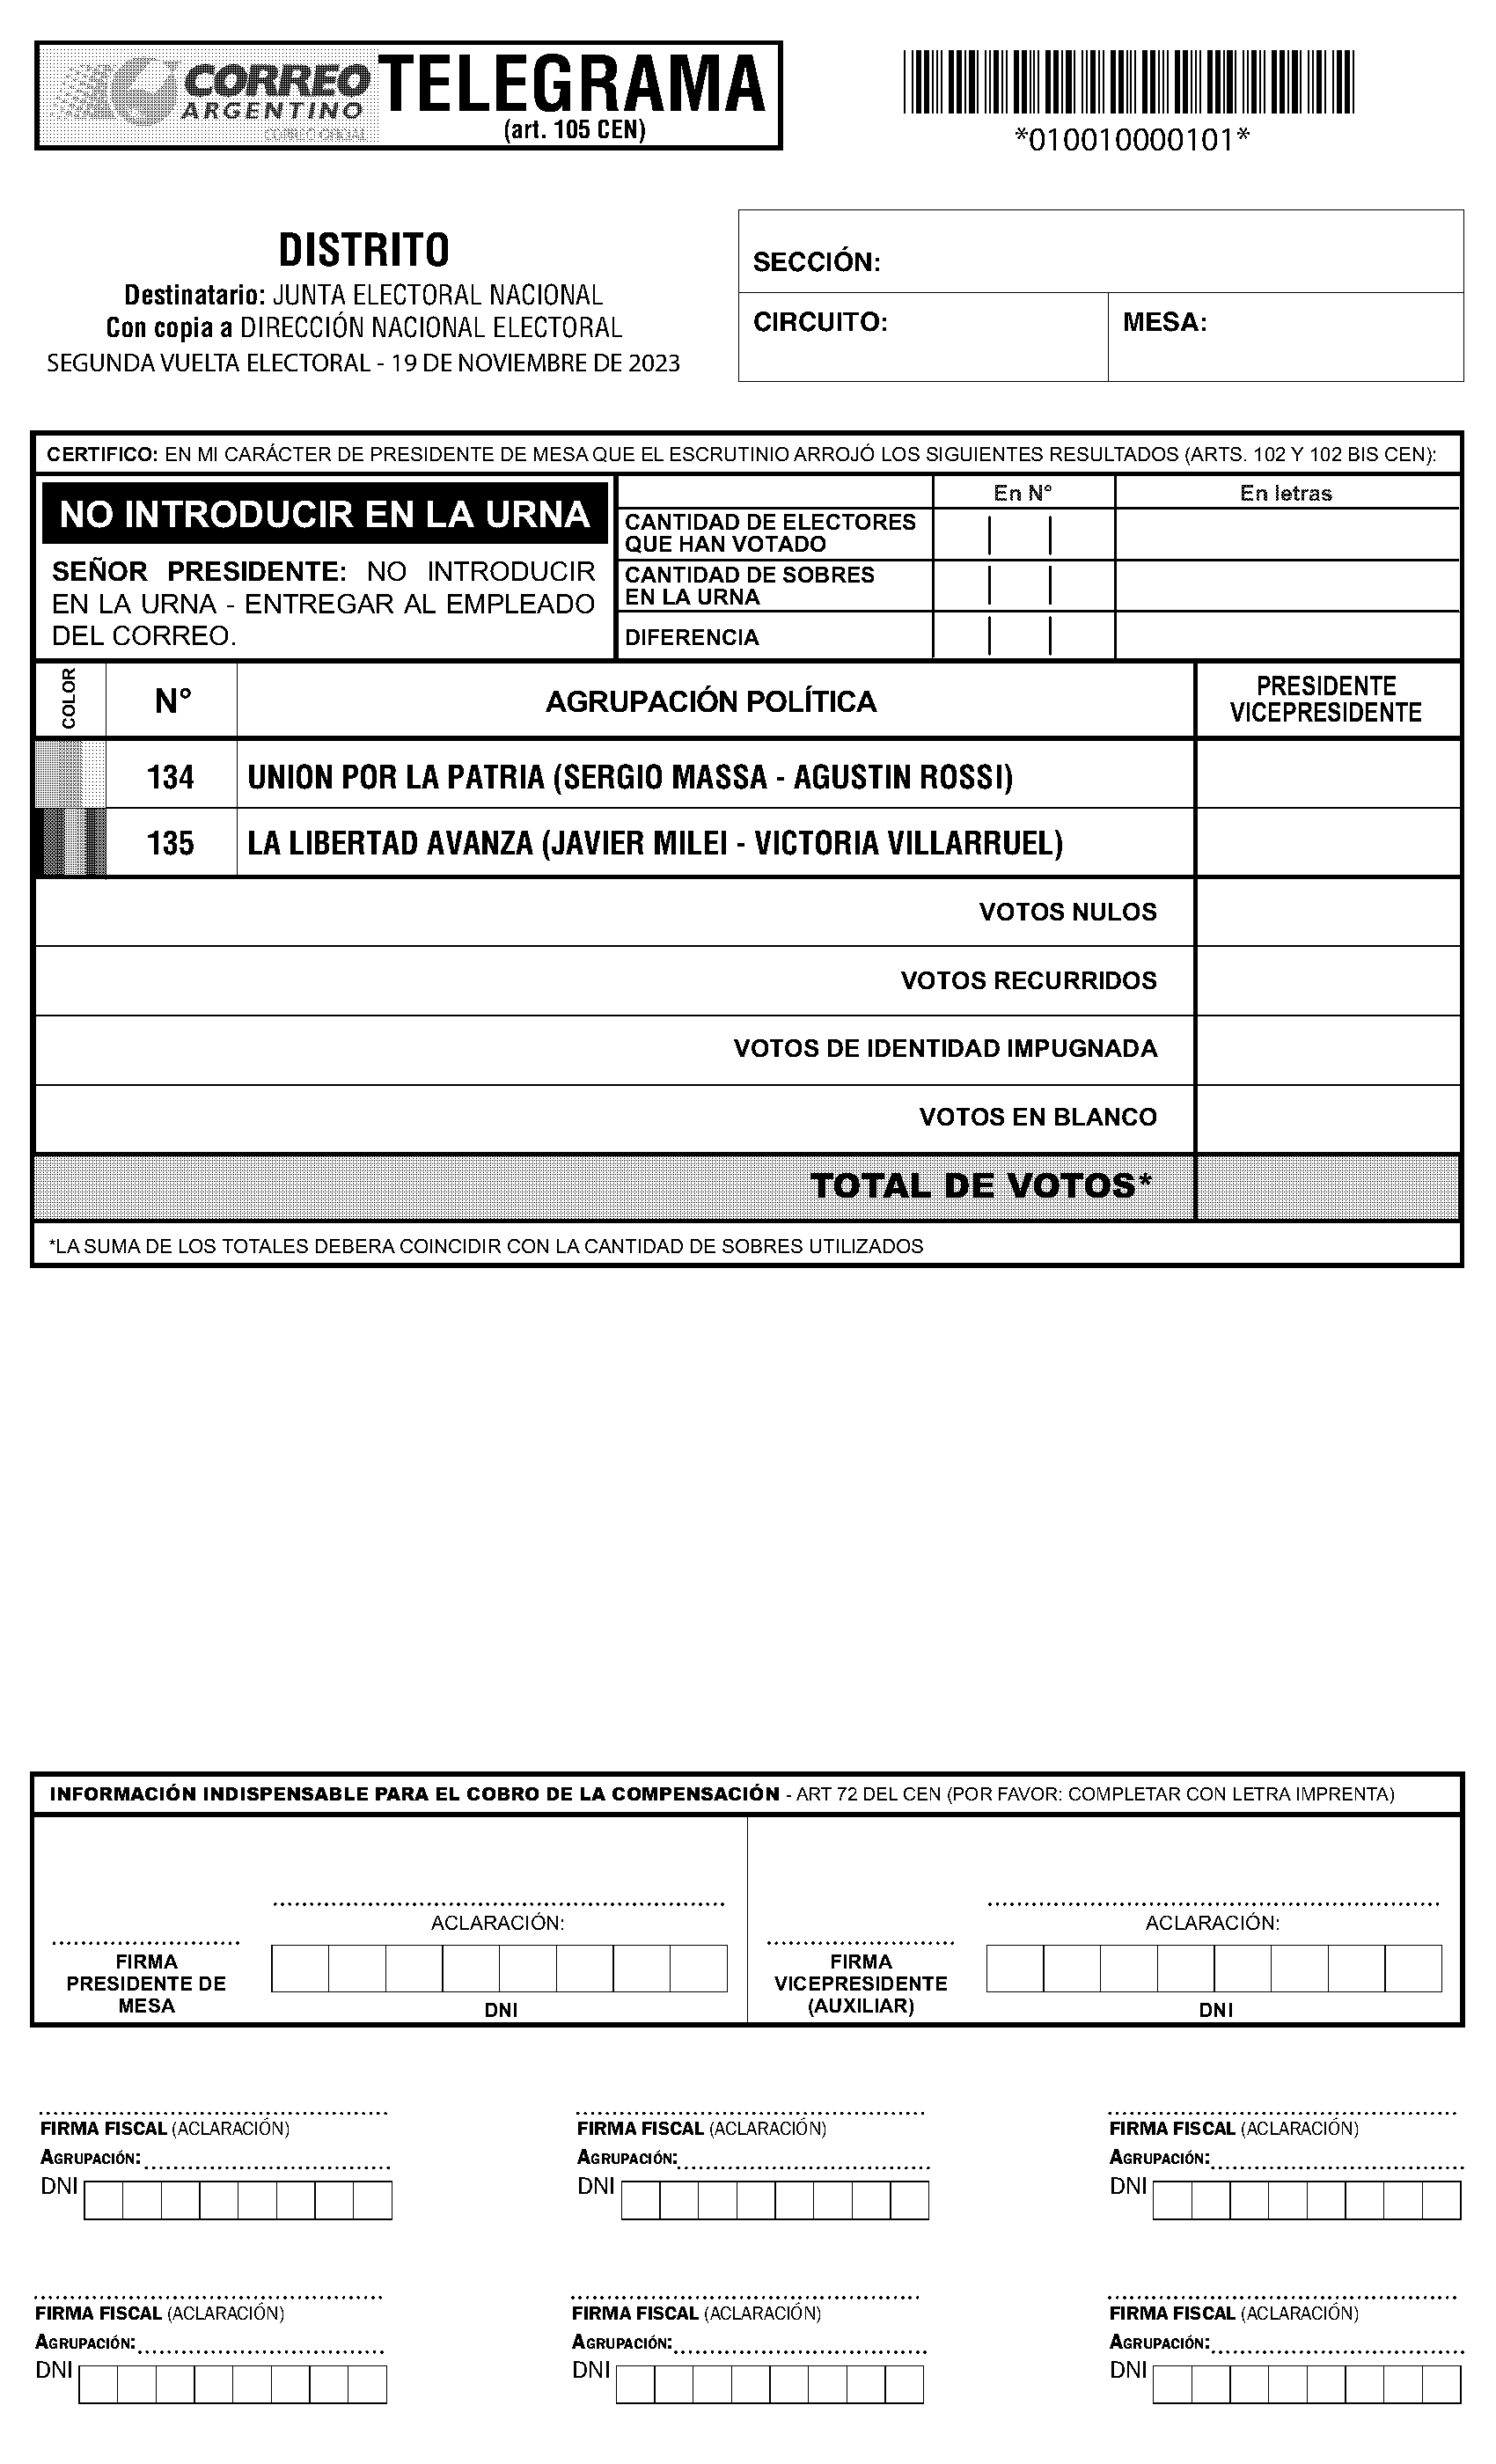 CORREO
ARGENTINO
CORREO OFICIAL
TELEGRAMA
(art. 105 CEN)
*010010000101*
DISTRITO
Destinatario: JUNTA ELECTORAL NACIONAL
Con copia a DIRECCIÓN NACIONAL ELECTORAL
SEGUNDA VUELTA ELECTORAL - 19 DE NOVIEMBRE DE 2023
SECCIÓN:
CIRCUITO:
MESA:
CERTIFICO: EN MI CARÁCTER DE PRESIDENTE DE MESA QUE EL ESCRUTINIO ARROJÓ LOS SIGUIENTES RESULTADOS (ARTS. 102 Y 102 BIS CEN):
NO INTRODUCIR EN LA URNA
SEÑOR PRESIDENTE: NO INTRODUCIR
EN LA URNA - ENTREGAR AL EMPLEADO
DEL CORREO.
En N°
En letras
CANTIDAD DE ELECTORES
QUE HAN VOTADO
CANTIDAD DE SOBRES
EN LA URNA
DIFERENCIA
COLOR
N°
AGRUPACIÓN POLÍTICA
PRESIDENTE
VICEPRESIDENTE
134 UNION POR LA PATRIA (SERGIO MASSA - AGUSTIN ROSSI)
135 LA LIBERTAD AVANZA (JAVIER MILEI - VICTORIA VILLARRUEL)
VOTOS NULOS
VOTOS RECURRIDOS
VOTOS DE IDENTIDAD IMPUGNADA
VOTOS EN BLANCO
TOTAL DE VOTOS*
*LA SUMA DE LOS TOTALES DEBERA COINCIDIR CON LA CANTIDAD DE SOBRES UTILIZADOS
INFORMACIÓN INDISPENSABLE PARA EL COBRO DE LA COMPENSACIÓN - ART 72 DEL CEN (POR FAVOR: COMPLETAR CON LETRA IMPRENTA)
ACLARACIÓN:
FIRMA
PRESIDENTE DE
MESA
DNI
ACLARACIÓN:
FIRMA
VICEPRESIDENTE
(AUXILIAR)
DNI
FIRMA FISCAL (ACLARACIÓN)
AGRUPACIÓN:
DNI
FIRMA FISCAL (ACLARACIÓN)
AGRUPACIÓN:
DNI
FIRMA FISCAL (ACLARACIÓN)
AGRUPACIÓN:
DNI
FIRMA FISCAL (ACLARACIÓN)
AGRUPACIÓN:
DNI
FIRMA FISCAL (ACLARACIÓN)
AGRUPACIÓN:
DNI
FIRMA FISCAL (ACLARACIÓN)
AGRUPACIÓN:
DNI